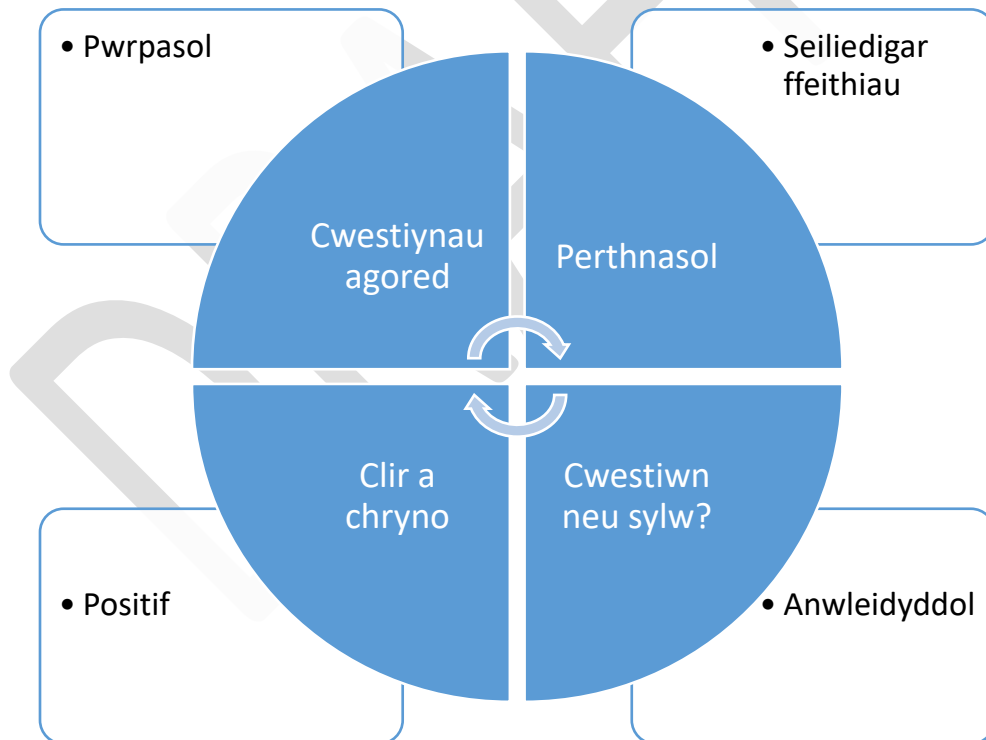 • Pwrpasol
• Seiliedigar
ffeithiau
Cwestiynau
agored
Perthnasol
Clir a
chryno
Cwestiwn
neu sylw?
• Positif
• Anwleidyddol